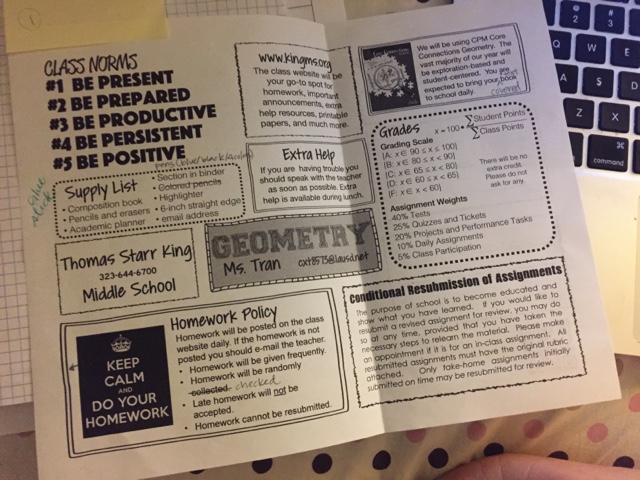 1
CLASS NORMS
#1 BE PRESENT
#2 BE PREPARED
#3 BE PRODUCTIVE
#4 BE PERSISTENT
#5 BE POSITIVE
Supply List
• Composition book
• Pencils and erasers
• Academic planner
• Section in binder
• Colored pencils
• Highlighter
• 6-inch straight edge
• email address
Thomas Starr King
323-644-6700
Middle School
www.kingms.org
The class website will be
your go-to spot for
homework, important
announcements, extra
help resources, printable
papers, and much more.
Extra Help
If you are having trouble you
should speak with the teacher
as soon as possible. Extra
help is available during lunch.
GEOMETRY
Ms. Tran cxt8573@lausd.net
Homework Policy
Homework will be posted on the class
website daily. If the homework is not
posted you should e-mail the teacher.
• Homework will be given frequently.
• Homework will be randomly
collected. checked
• Late homework will not be
accepted.
• Homework cannot be resubmitted.
KEEP
CALM
AND
DO YOUR
HOMEWORK
We will be using CPM Core
Connections Geometry. The
vast majority of our year will
be exploration-and
student-centered. You are
expected to bring your book
to school daily. covered
Grades
x = 100 • ∑ Student Points
∑ Class Points
Grading Scale
{A: x ∈ 90 ≤ x ≤ 100}
{B: x ∈ 80 ≤ x < 90}
{C: x ∈ 65 ≤ x < 80}
{D: x ∈ 60 ≤ x < 65}
{F: x ∈ x < 60}
There will be no
extra credit.
Please do not
ask for any.
Assignment Weights
40% Tests
25% Quizzes and Tickets
20% Projects and Performance Tasks
10% Daily Assignments
5% Class Participation
Conditional Resubmission of Assignments
The purpose of school is to become educated and
show what you have learned. If you would like to
resubmit a revised assignment for review, you may do
so at any time, provided that you have taken the
necessary steps to relearn the material. Please make
an appointment if it is for an in-class assignment. All
resubmitted assignments must have the original rubric
attached. Only take-home assignments initially
submitted on time may be resubmitted for review.
@
2
#
3
Q
W
E
A
S
D
Z
X
⌘
command